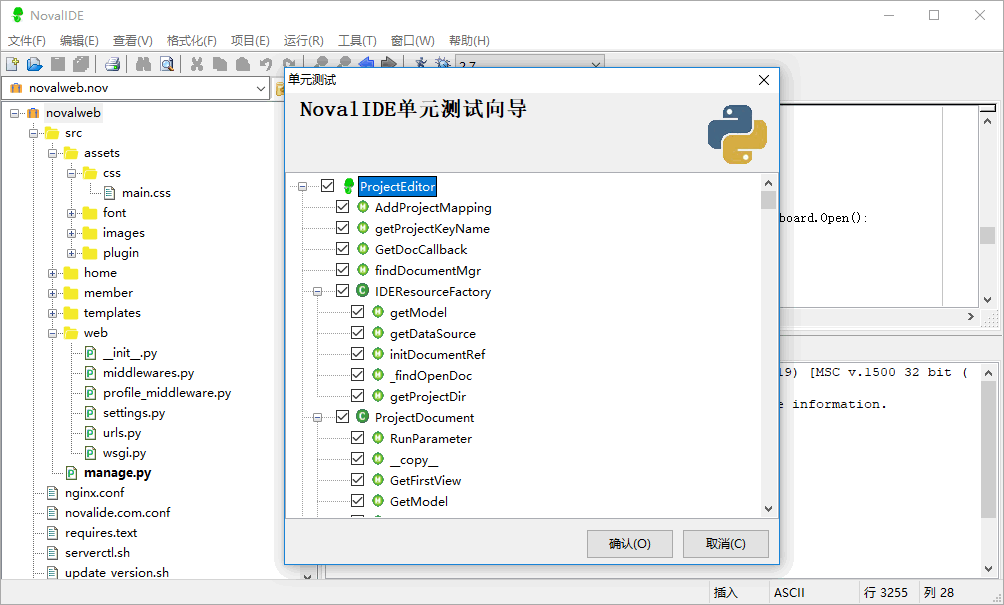 NovalIDE
文件(F) 编辑(E) 查看(V) 格式化(F) 项目(E) 运行(R) 工具(T) 窗口(W) 帮助(H)
novalweb.nov
novalweb
src
assets
css
main.css
font
images
plugin
home
member
templates
web
__init__.py
middlewares.py
profile_middleware.py
settings.py
urls.py
wsgi.py
manage.py
nginx.conf
novalide.com.conf
requires.text
serverctl.sh
update version.sh
单元测试
NovalIDE单元测试向导
ProjectEditor
AddProjectMapping
getProjectKeyName
GetDocCallback
findDocumentMgr
IDEResourceFactory
getModel
getDataSource
initDocumentRef
_findOpenDoc
getProjectDir
ProjectDocument
RunParameter
__copy__
GetFirstView
GetModel
确认(O) 取消(C)
board.Open():
19) [MSC v.1500 32 bit (
e information.
插入 ASCII 行 3255 列 28